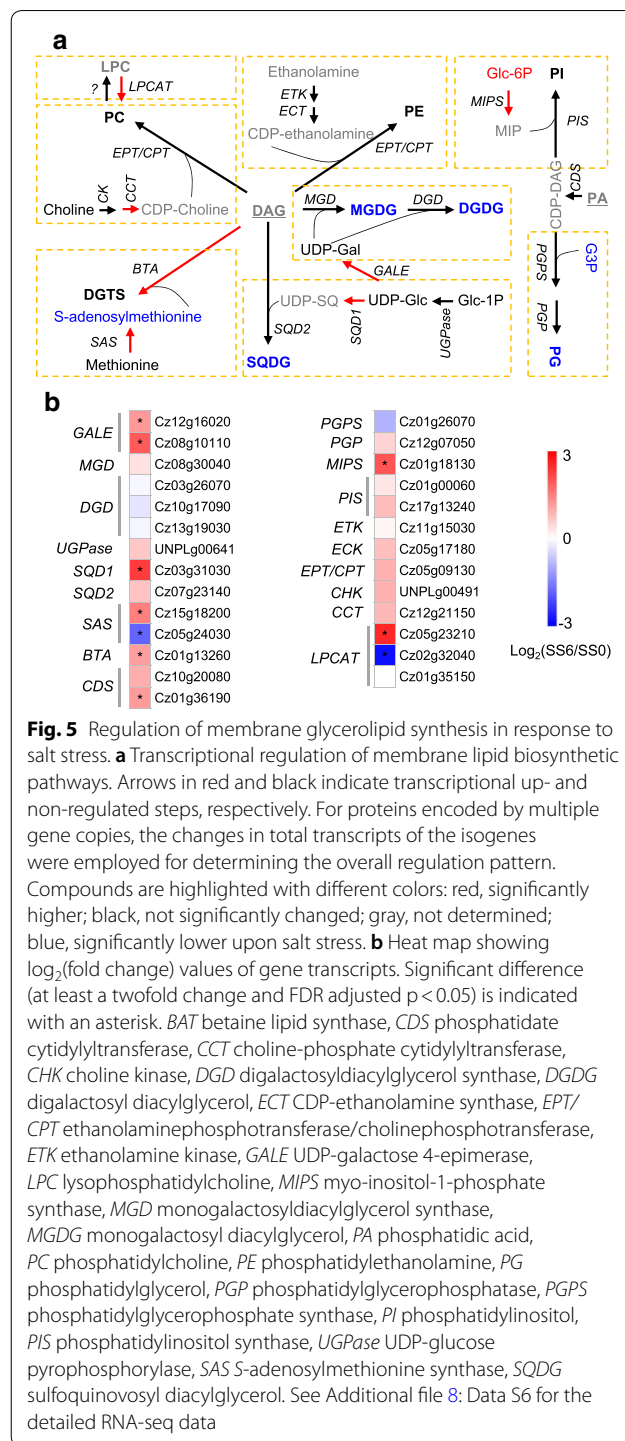 a
LPC
? LPCAT
PC
EPT/CPT
CK
CCT
Choline CDP-Choline
Ethanolamine
ETK
ECT
CDP-ethanolamine
PE
EPT/CPT
Glc-6P PI
MIPS
MIP PIS
CDP-DAG
CDS
PA
DAG
MGD DGD
MGDG DGDG
UDP-Gal
GALE
BTA
DGTS
S-adenosylmethionine
SAS
Methionine
UDP-SQ UDP-Glc Glc-1P
SQD2
SQD1
UGPase
SQDG
PGPS
G3P
PGP
PG
b
GALE
* Cz12g16020
* Cz08g10110
MGD Cz08g30040
DGD
Cz03g26070
Cz10g17090
Cz13g19030
UGPase UNPLg00641
SQD1 * Cz03g31030
SQD2 Cz07g23140
SAS
* Cz15g18200
* Cz05g24030
BTA * Cz01g13260
CDS
Cz10g20080
* Cz01g36190
PGPS Cz01g26070
PGP Cz12g07050
MIPS * Cz01g18130
PIS
Cz01g00060
Cz17g13240
ETK Cz11g15030
ECK Cz05g17180
EPT/CPT Cz05g09130
CHK UNPLg00491
CCT Cz12g21150
LPCAT
* Cz05g23210
* Cz02g32040
Cz01g35150
3
0
-3
Log2(SS6/SS0)
Fig. 5 Regulation of membrane glycerolipid synthesis in response to
salt stress. a Transcriptional regulation of membrane lipid biosynthetic
pathways. Arrows in red and black indicate transcriptional up- and
non-regulated steps, respectively. For proteins encoded by multiple
gene copies, the changes in total transcripts of the isogenes
were employed for determining the overall regulation pattern.
Compounds are highlighted with different colors: red, significantly
higher; black, not significantly changed; gray, not determined;
blue, significantly lower upon salt stress. b Heat map showing
log2(fold change) values of gene transcripts. Significant difference
(at least a twofold change and FDR adjusted p < 0.05) is indicated
with an asterisk. BAT betaine lipid synthase, CDS phosphatidate
cytidylyltransferase, CCT choline-phosphate cytidylyltransferase,
CHK choline kinase, DGD digalactosyldiacylglycerol synthase, DGDG
digalactosyl diacylglycerol, ECT CDP-ethanolamine synthase, EPT/
CPT ethanolaminephosphotransferase/cholinephosphotransferase,
ETK ethanolamine kinase, GALE UDP-galactose 4-epimerase,
LPC lysophosphatidylcholine, MIPS myo-inositol-1-phosphate
synthase, MGD monogalactosyldiacylglycerol synthase,
MGDG monogalactosyl diacylglycerol, PA phosphatidic acid,
PC phosphatidylcholine, PE phosphatidylethanolamine, PG
phosphatidylglycerol, PGP phosphatidylglycerophosphatase, PGPS
phosphatidylglycerophosphate synthase, PI phosphatidylinositol,
PIS phosphatidylinositol synthase, UGPase UDP-glucose
pyrophosphorylase, SAS S-adenosylmethionine synthase, SQDG
sulfoquinovosyl diacylglycerol. See Additional file 8: Data S6 for the
detailed RNA-seq data